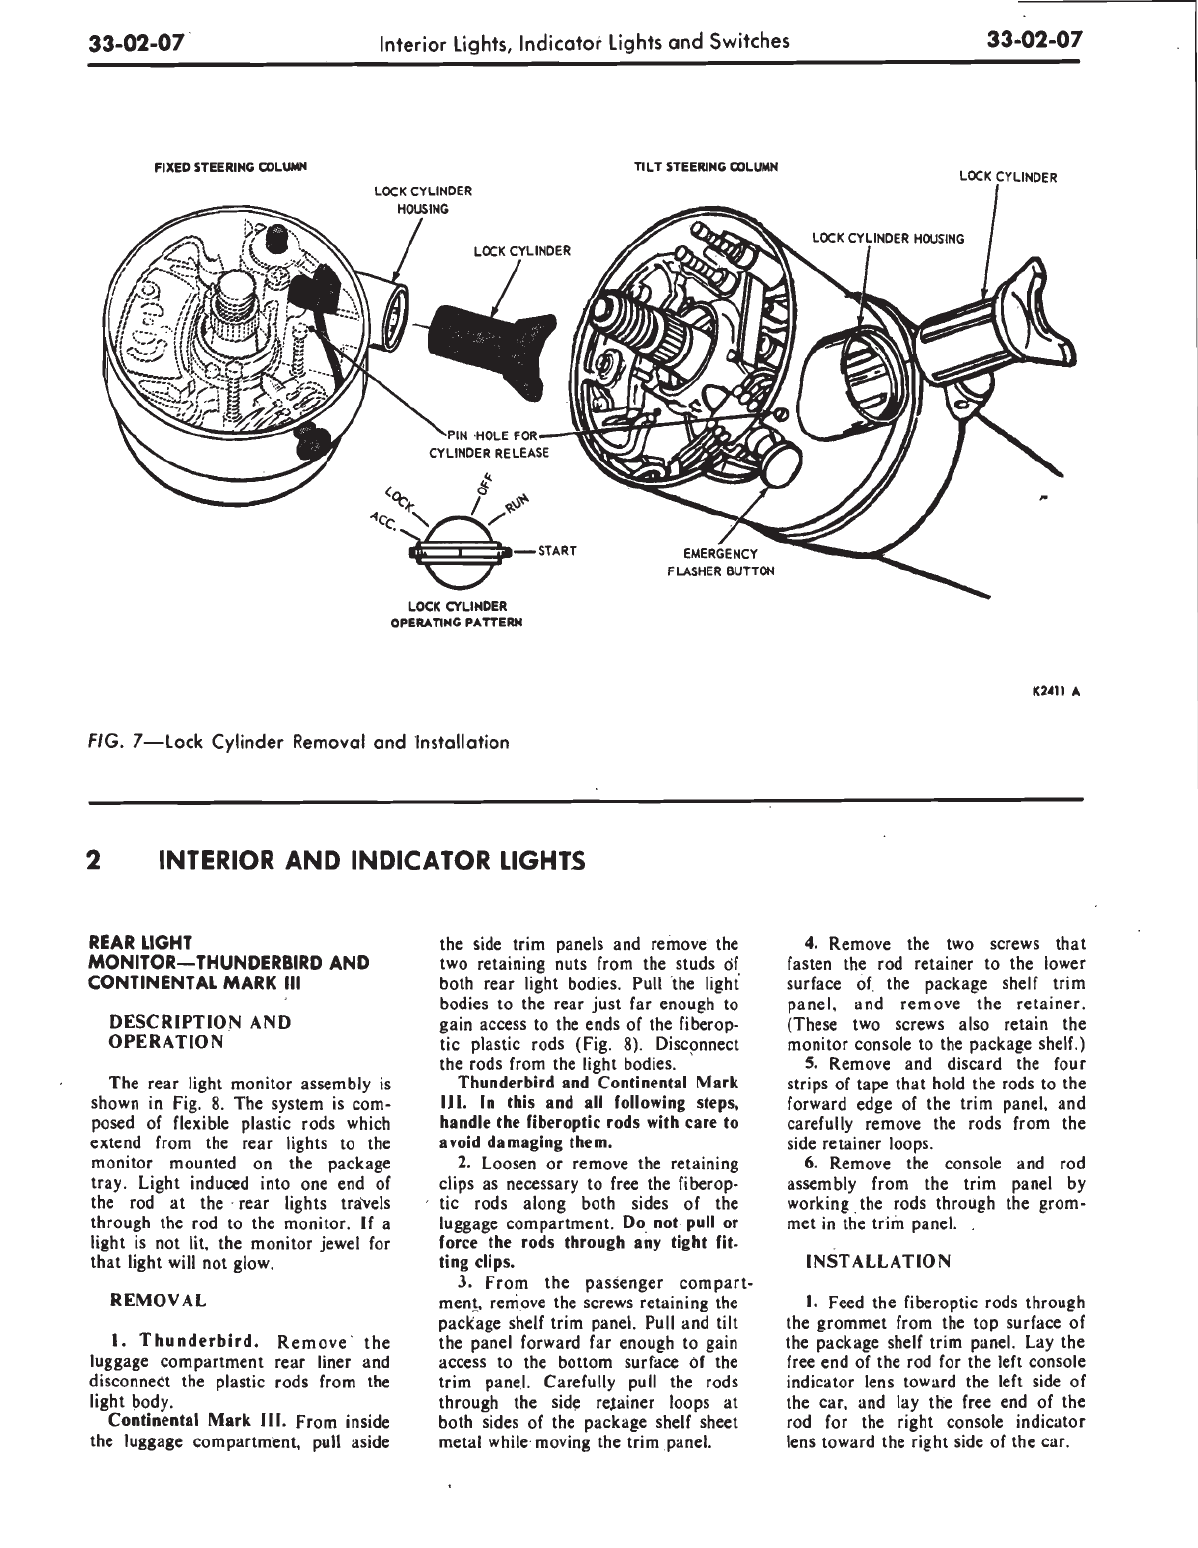 33-02-07
Interior Lights, Indicator Lights and Switches
33-02-07
FIXED STEERING COLUMN
LOCK CYLINDER
HOUSING
LOCK CYLINDER
TILT STEERING COLUMN
LOCK CYLINDER
LOCK CYLINDER HOUSING
PIN HOLE FOR
CYLINDER RELEASE
ACC.
LOCK
OFF
RUN
START
LOCK CYLINDER
OPERATING PATTERN
EMERGENCY
FLASHER BUTTON
K2411 A
FIG. 7—Lock Cylinder Removal and Installation
2 INTERIOR AND INDICATOR LIGHTS
REAR LIGHT
MONITOR—THUNDERBIRD AND
CONTINENTAL MARK III
DESCRIPTION AND
OPERATION
The rear light monitor assembly is
shown in Fig. 8. The system is com-
posed of flexible plastic rods which
extend from the rear lights to the
monitor mounted on the package
tray. Light induced into one end of
the rod at the rear lights travels
through the rod to the monitor. If a
light is not lit, the monitor jewel for
that light will not glow.
REMOVAL
1. Thunderbird. Remove the
luggage compartment rear liner and
disconnect the plastic rods from the
light body.
Continental Mark III. From inside
the luggage compartment, pull aside
the side trim panels and remove the
two retaining nuts from the studs of
both rear light bodies. Pull the light
bodies to the rear just far enough to
gain access to the ends of the fiberop-
tic plastic rods (Fig. 8). Disconnect
the rods from the light bodies.
Thunderbird and Continental Mark
III. In this and all following steps,
handle the fiberoptic rods with care to
avoid damaging them.
2. Loosen or remove the retaining
clips as necessary to free the fiberop-
tic rods along both sides of the
luggage compartment. Do not pull or
force the rods through any tight fit-
ting clips.
3. From the passenger compart-
ment, remove the screws retaining the
package shelf trim panel. Pull and tilt
the panel forward far enough to gain
access to the bottom surface of the
trim panel. Carefully pull the rods
through the side retainer loops at
both sides of the package shelf sheet
metal while moving the trim panel.
4. Remove the two screws that
fasten the rod retainer to the lower
surface of the package shelf trim
panel, and remove the retainer.
(These two screws also retain the
monitor console to the package shelf.)
5. Remove and discard the four
strips of tape that hold the rods to the
forward edge of the trim panel, and
carefully remove the rods from the
side retainer loops.
6. Remove the console and rod
assembly from the trim panel by
working the rods through the grom-
met in the trim panel.
INSTALLATION
1. Feed the fiberoptic rods through
the grommet from the top surface of
the package shelf trim panel. Lay the
free end of the rod for the left console
indicator lens toward the left side of
the car, and lay the free end of the
rod for the right console indicator
lens toward the right side of the car.